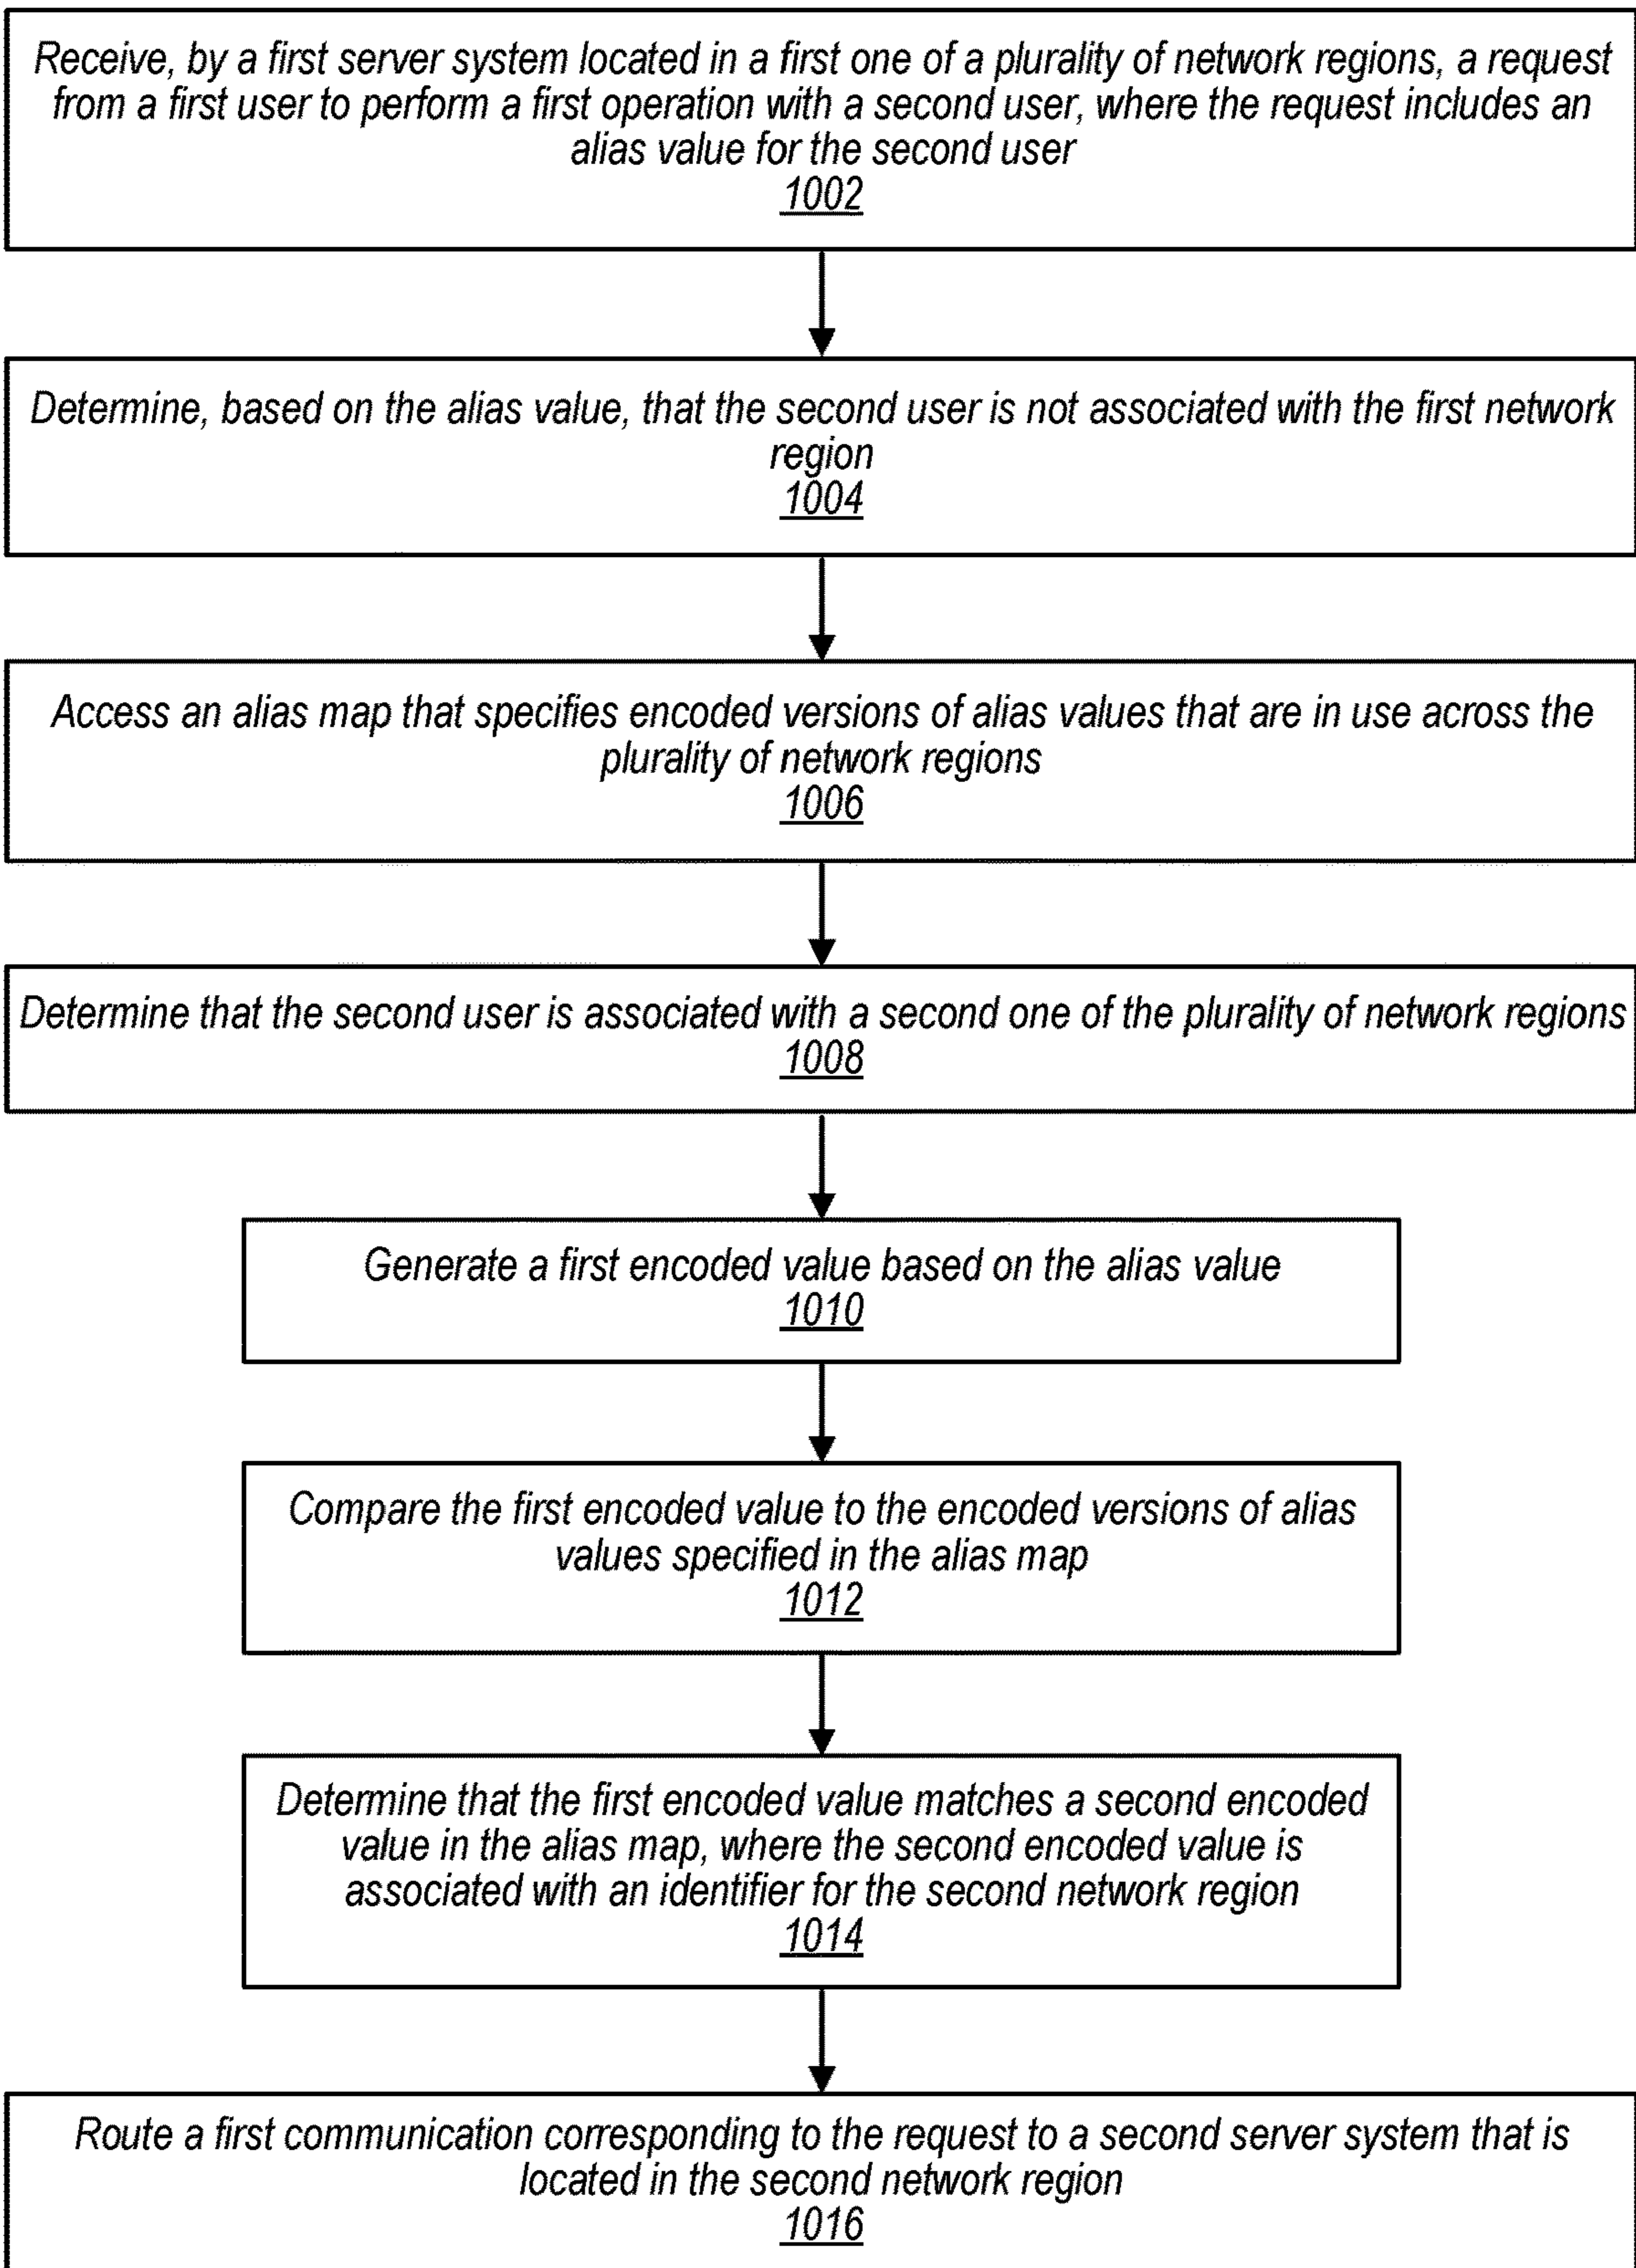 Receive, by a first server system located in a first one of a plurality of network regions, a request
from a first user to perform a first operation with a second user, where the request includes an
alias value for the second user
1002
Determine, based on the alias value, that the second user is not associated with the first network
region
1004
Access an alias map that specifies encoded versions of alias values that are in use across the
plurality of network regions
1006
Determine that the second user is associated with a second one of the plurality of network regions
1008
Generate a first encoded value based on the alias value
1010
Compare the first encoded value to the encoded versions of alias
values specified in the alias map
1012
Determine that the first encoded value matches a second encoded
value in the alias map, where the second encoded value is
associated with an identifier for the second network region
1014
Route a first communication corresponding to the request to a second server system that is
located in the second network region
1016